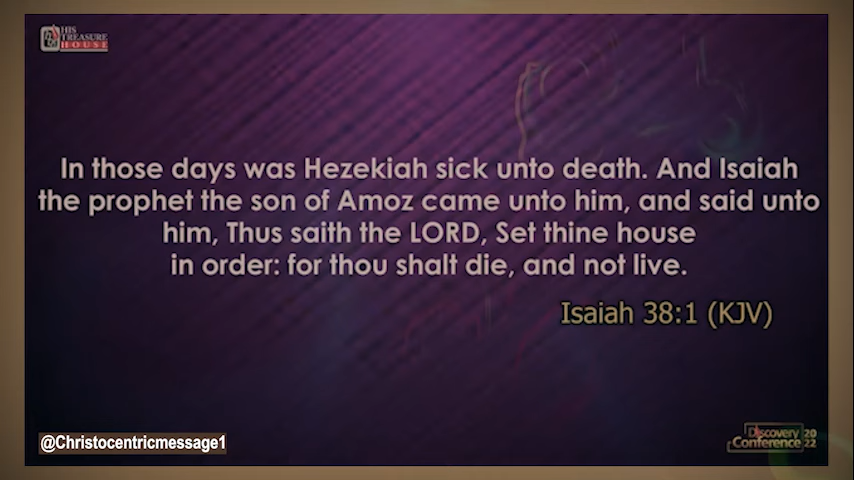 HIS
TREASURE
HOUSE
In those days was Hezekiah sick unto death. And Isaiah
the prophet the son of Amoz came unto him, and said unto
him, Thus saith the LORD, Set thine house
in order: for thou shalt die, and not live.
Isaiah 38:1 (KJV)
@Christocentricmessage1
Discovery 20
Conference 22